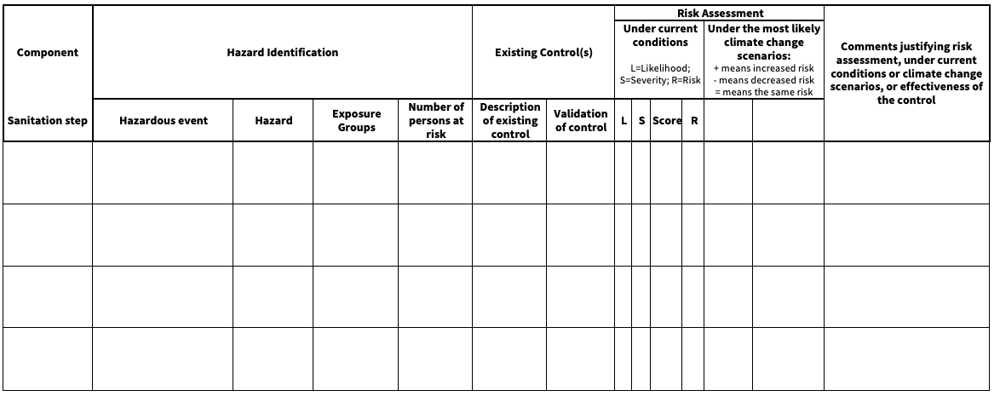 Risk Assessment
Component
Hazard Identification
Existing Control(s)
Under current
conditions
L=Likelihood;
S=Severity; R=Risk
Under the most likely
climate change
scenarios:
+ means increased risk
- means decreased risk
= means the same risk
Comments justifying risk
assessment, under current
conditions or climate change
scenarios, or effectiveness of
the control
Sanitation step
Hazardous event
Hazard
Exposure
Groups
Number of
persons at
risk
Description
of existing
control
Validation
of control
L
S
Score
R